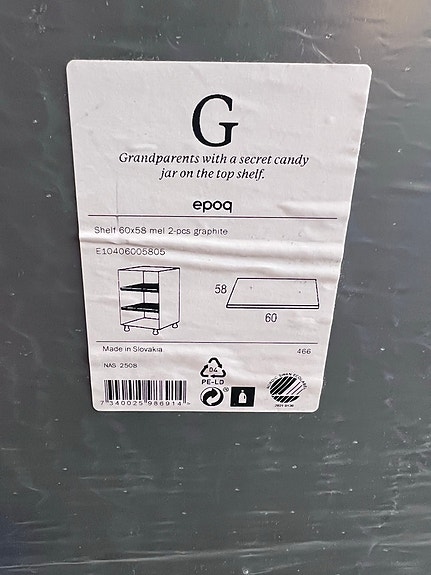 G
Grandparents with a secret candy
jar on the top shelf.
epoq
Shelf 60x58 mel 2-pcs graphite
E10406005805
58
60
Made in Slovakia
466
NAS 2508
04
PE-LD
7 340025 986914 >